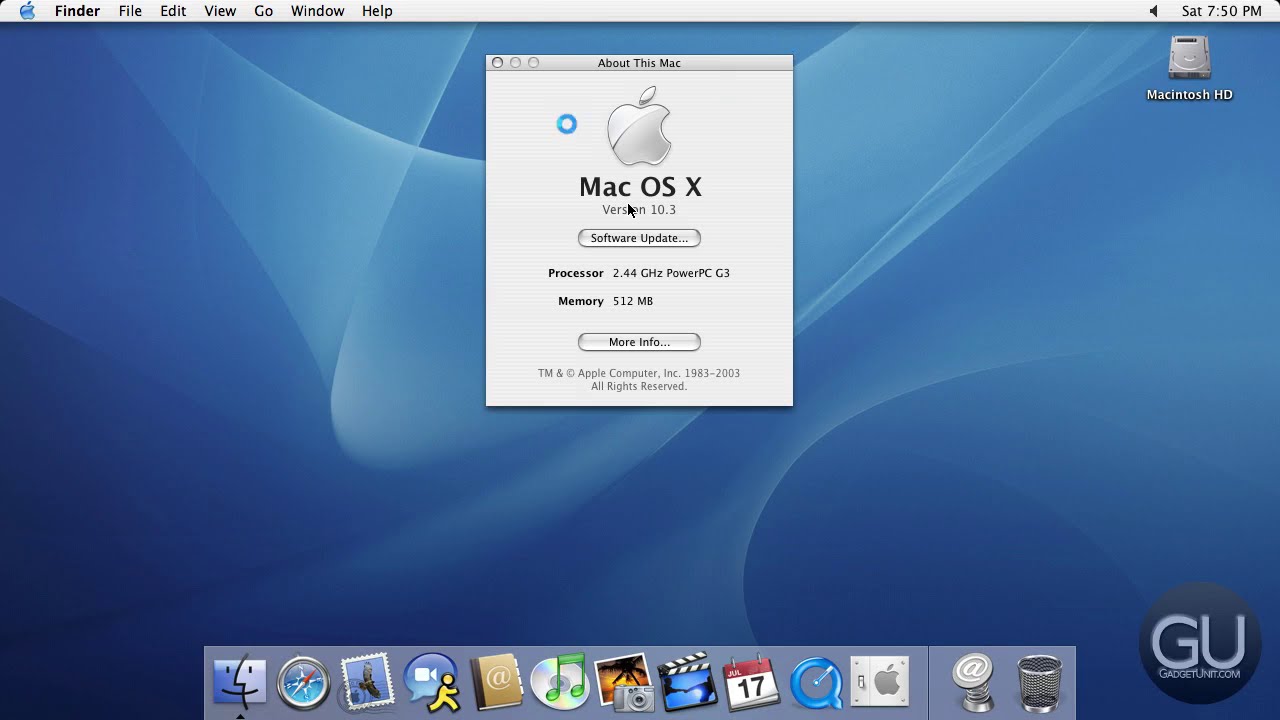 Finder File Edit View Go Window Help Sat 7:50 PM
Macintosh HD
About This Mac
Mac OS X
Version 10.3
Software Update...
Processor 2.44 GHz PowerPC G3
Memory 512 MB
More Info...
TM & © Apple Computer, Inc. 1983-2003
All Rights Reserved.
@
JUL
17
@
GU
GADGETUNIT.COM